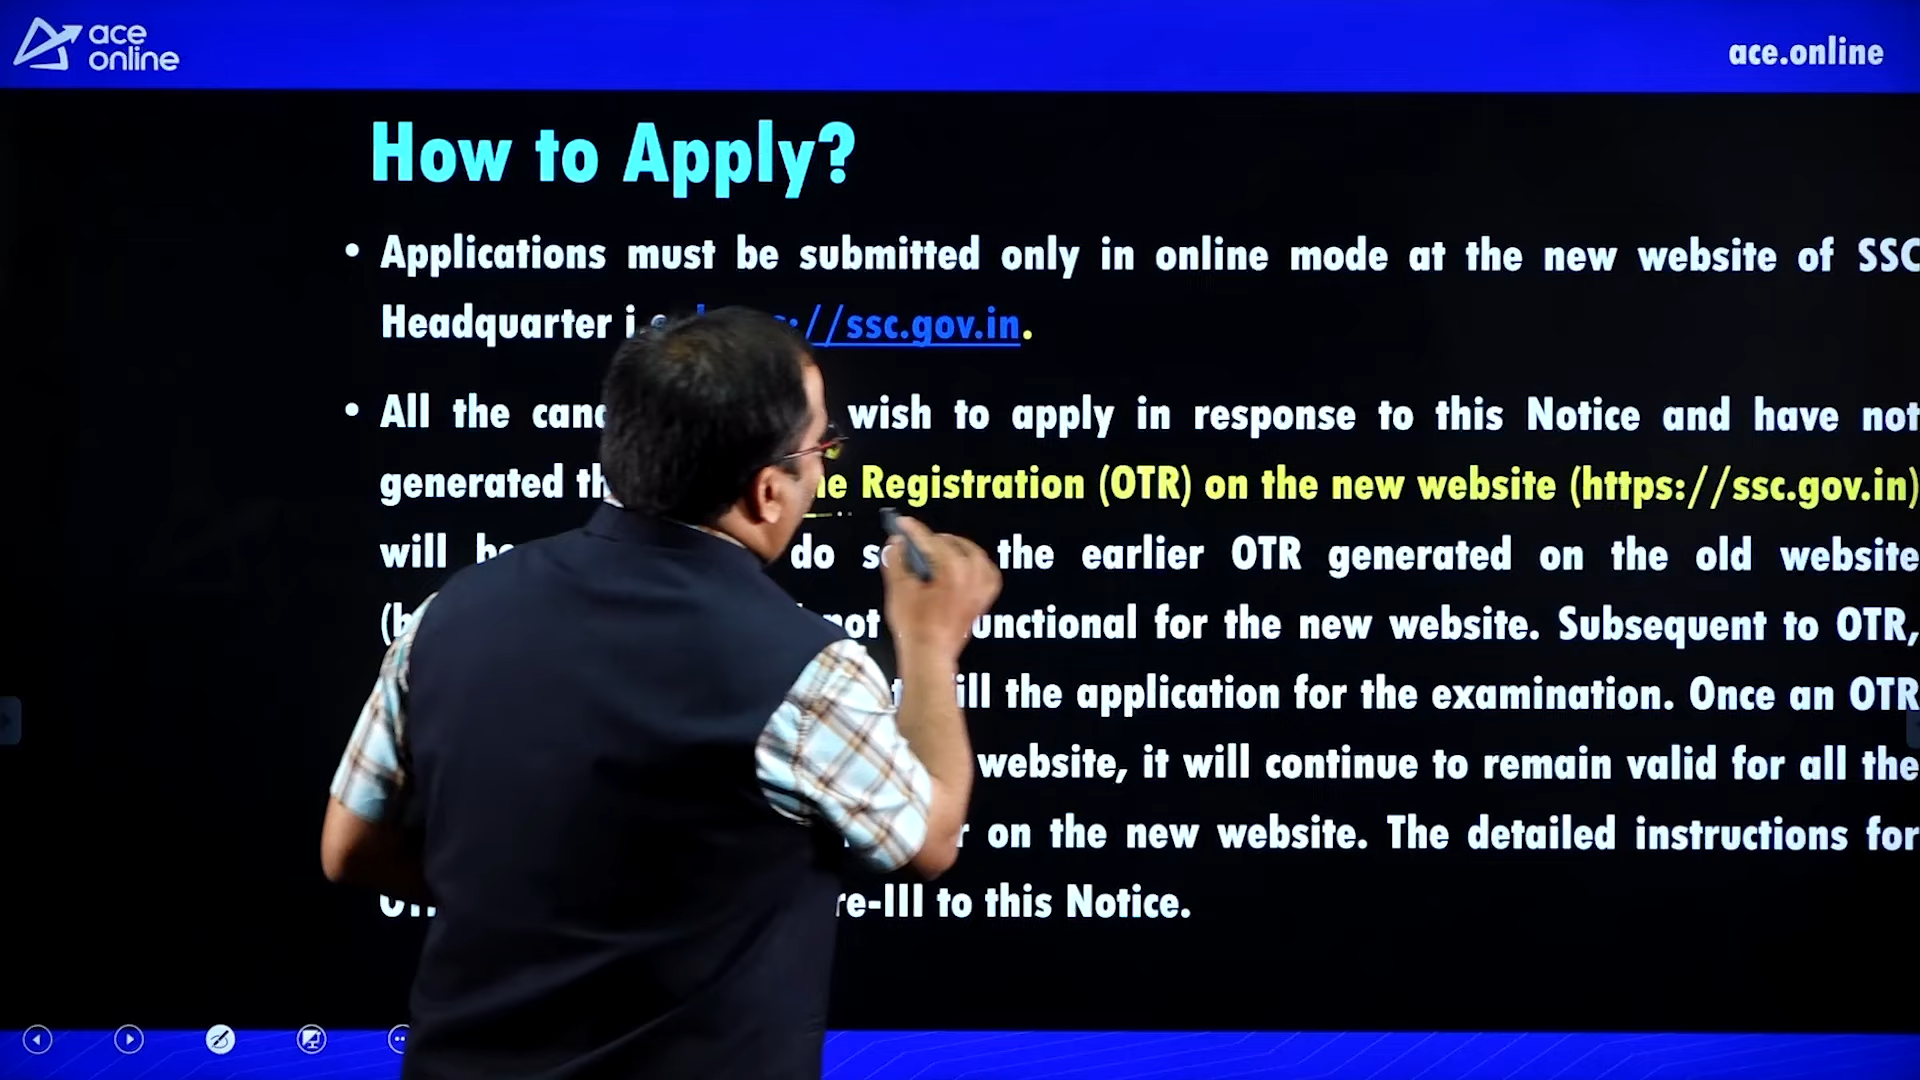 ace
online
ace.online
How to Apply?
• Applications must be submitted only in online mode at the new website of SSC
Headquarter i ://ssc.gov.in.
• All the wish to apply in response to this Notice and have not
generated Registration (OTR) on the new website (https://ssc.gov.in)
will do the earlier OTR generated on the old website
not functional for the new website. Subsequent to OTR,
the application for the examination. Once an OTR
website, it will continue to remain valid for all the
on the new website. The detailed instructions for
re-III to this Notice.